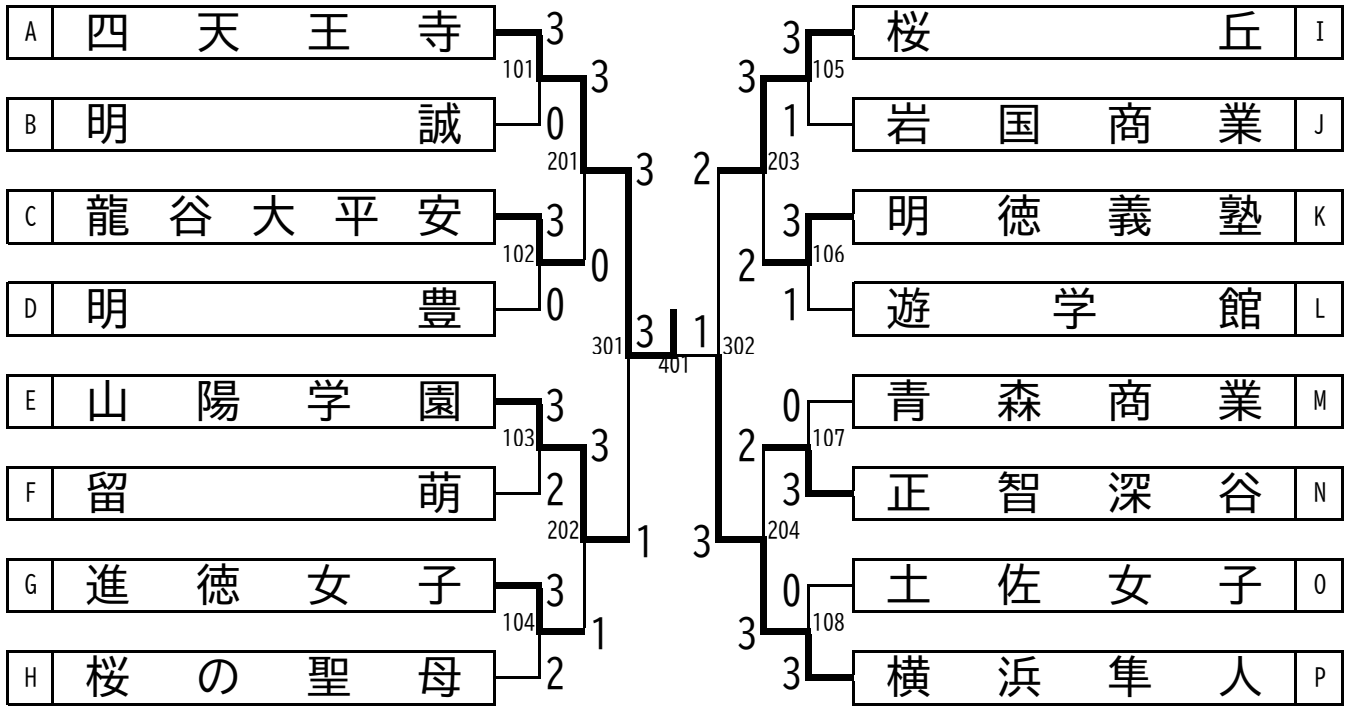 A 四天王寺 3
101 3
B 明誠 0
201 3
C 龍谷大平安 3
102 0
D 明豊 0
301 3
E 山陽学園 3
103 3
F 留萌 2
202 1
G 進徳女子 3
104 1
H 桜の聖母 2
401
3 桜丘 I
3 105
1 岩国商業 J
2 203
3 明徳義塾 K
2 106
1 遊学館 L
1 302
0 青森商業 M
2 107
3 正智深谷 N
3 204
0 土佐女子 O
3 108
3 横浜隼人 P